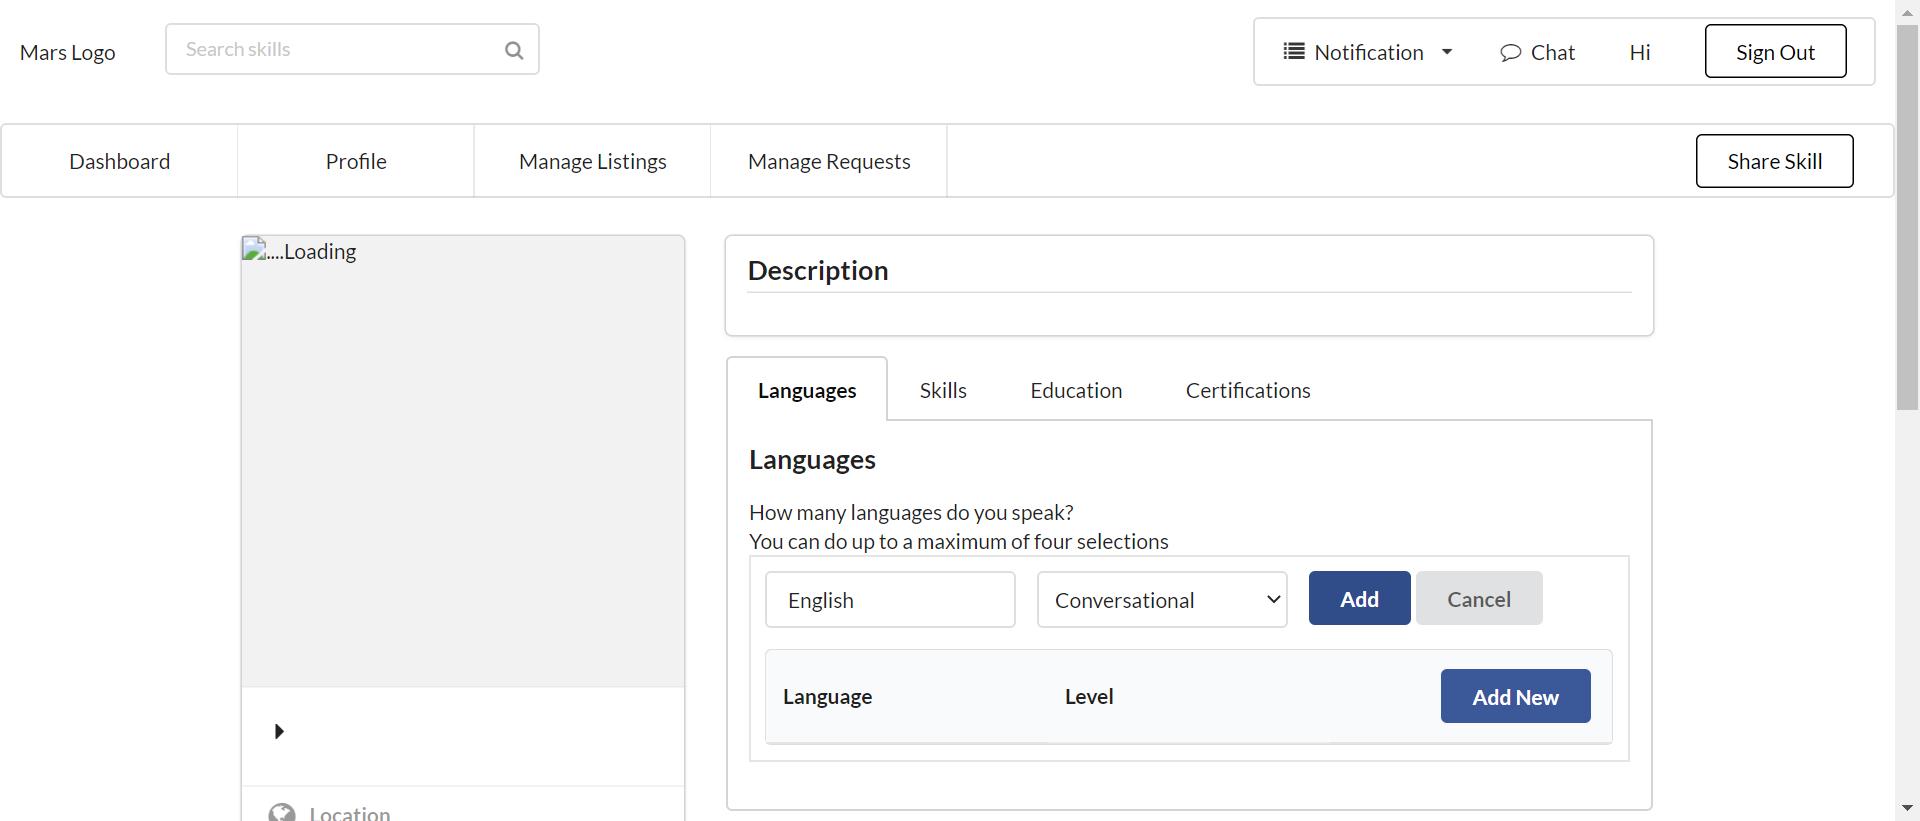 Mars Logo
Search skills
Notification
Chat
Hi
Sign Out
Dashboard
Profile
Manage Listings
Manage Requests
Share Skill
....Loading
Description
Languages
Skills
Education
Certifications
Languages
How many languages do you speak?
You can do up to a maximum of four selections
English
Conversational
Add
Cancel
Language
Level
Add New
Location